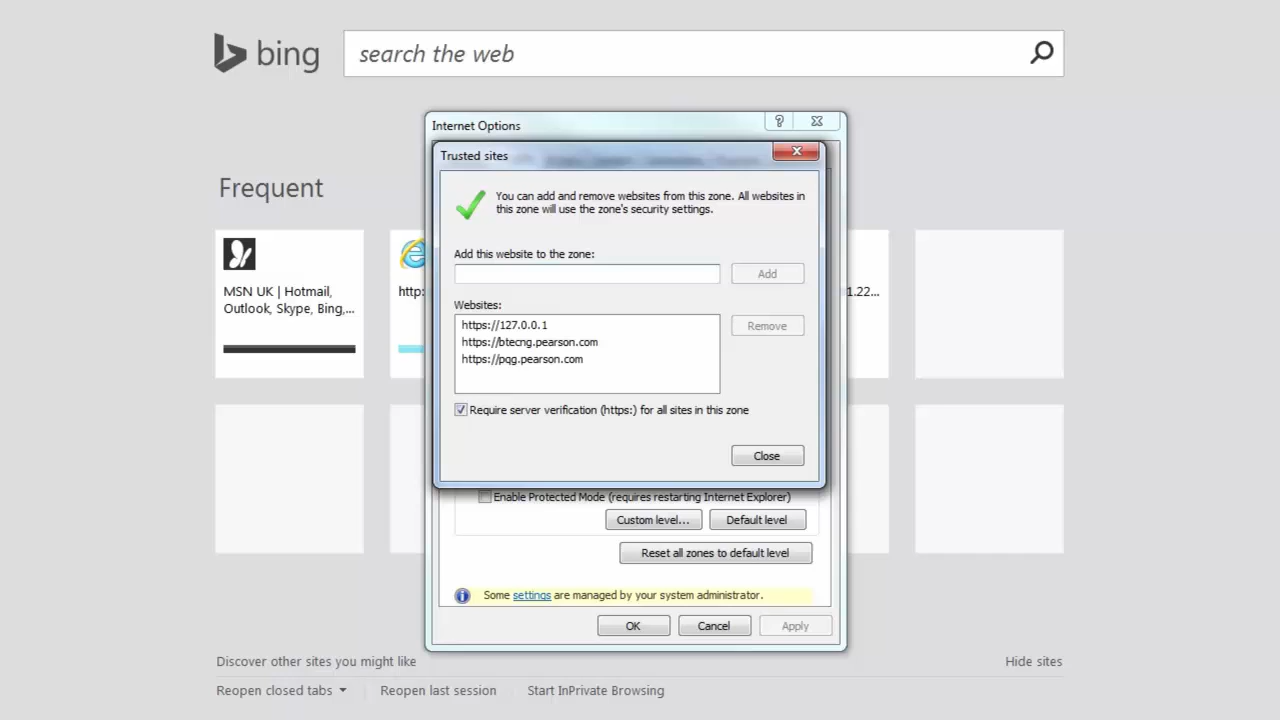 bing
search the web
Internet Options
Trusted sites
You can add and remove websites from this zone. All websites in
this zone will use the zone's security settings.
Frequent
Add this website to the zone:
Add
MSN UK | Hotmail,
Outlook, Skype, Bing,...
http:
1.22...
Websites:
https://127.0.0.1
https://btecng.pearson.com
https://pqg.pearson.com
Remove
Require server verification (https:) for all sites in this zone
Close
Enable Protected Mode (requires restarting Internet Explorer)
Custom level...
Default level
Reset all zones to default level
Some settings are managed by your system administrator.
OK
Cancel
Apply
Discover other sites you might like
Hide sites
Reopen closed tabs
Reopen last session
Start InPrivate Browsing